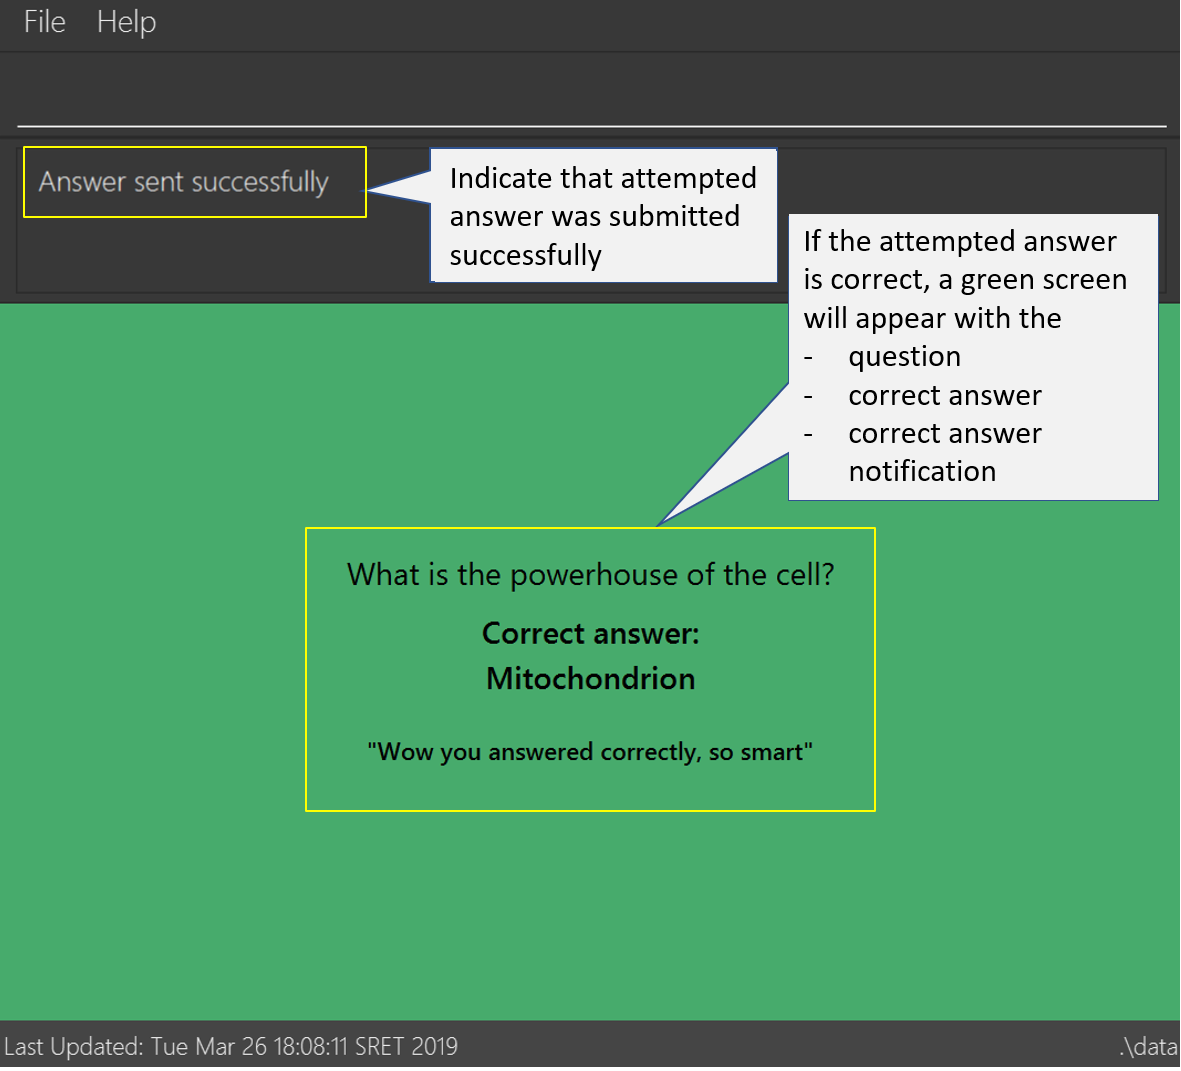 File Help
Answer sent successfully
Indicate that attempted
answer was submitted
successfully
If the attempted answer
is correct, a green screen
will appear with the
- question
- correct answer
- correct answer
notification
What is the powerhouse of the cell?
Correct answer:
Mitochondrion
"Wow you answered correctly, so smart"
Last Updated: Tue Mar 26 18:08:11 SRET 2019
.\data